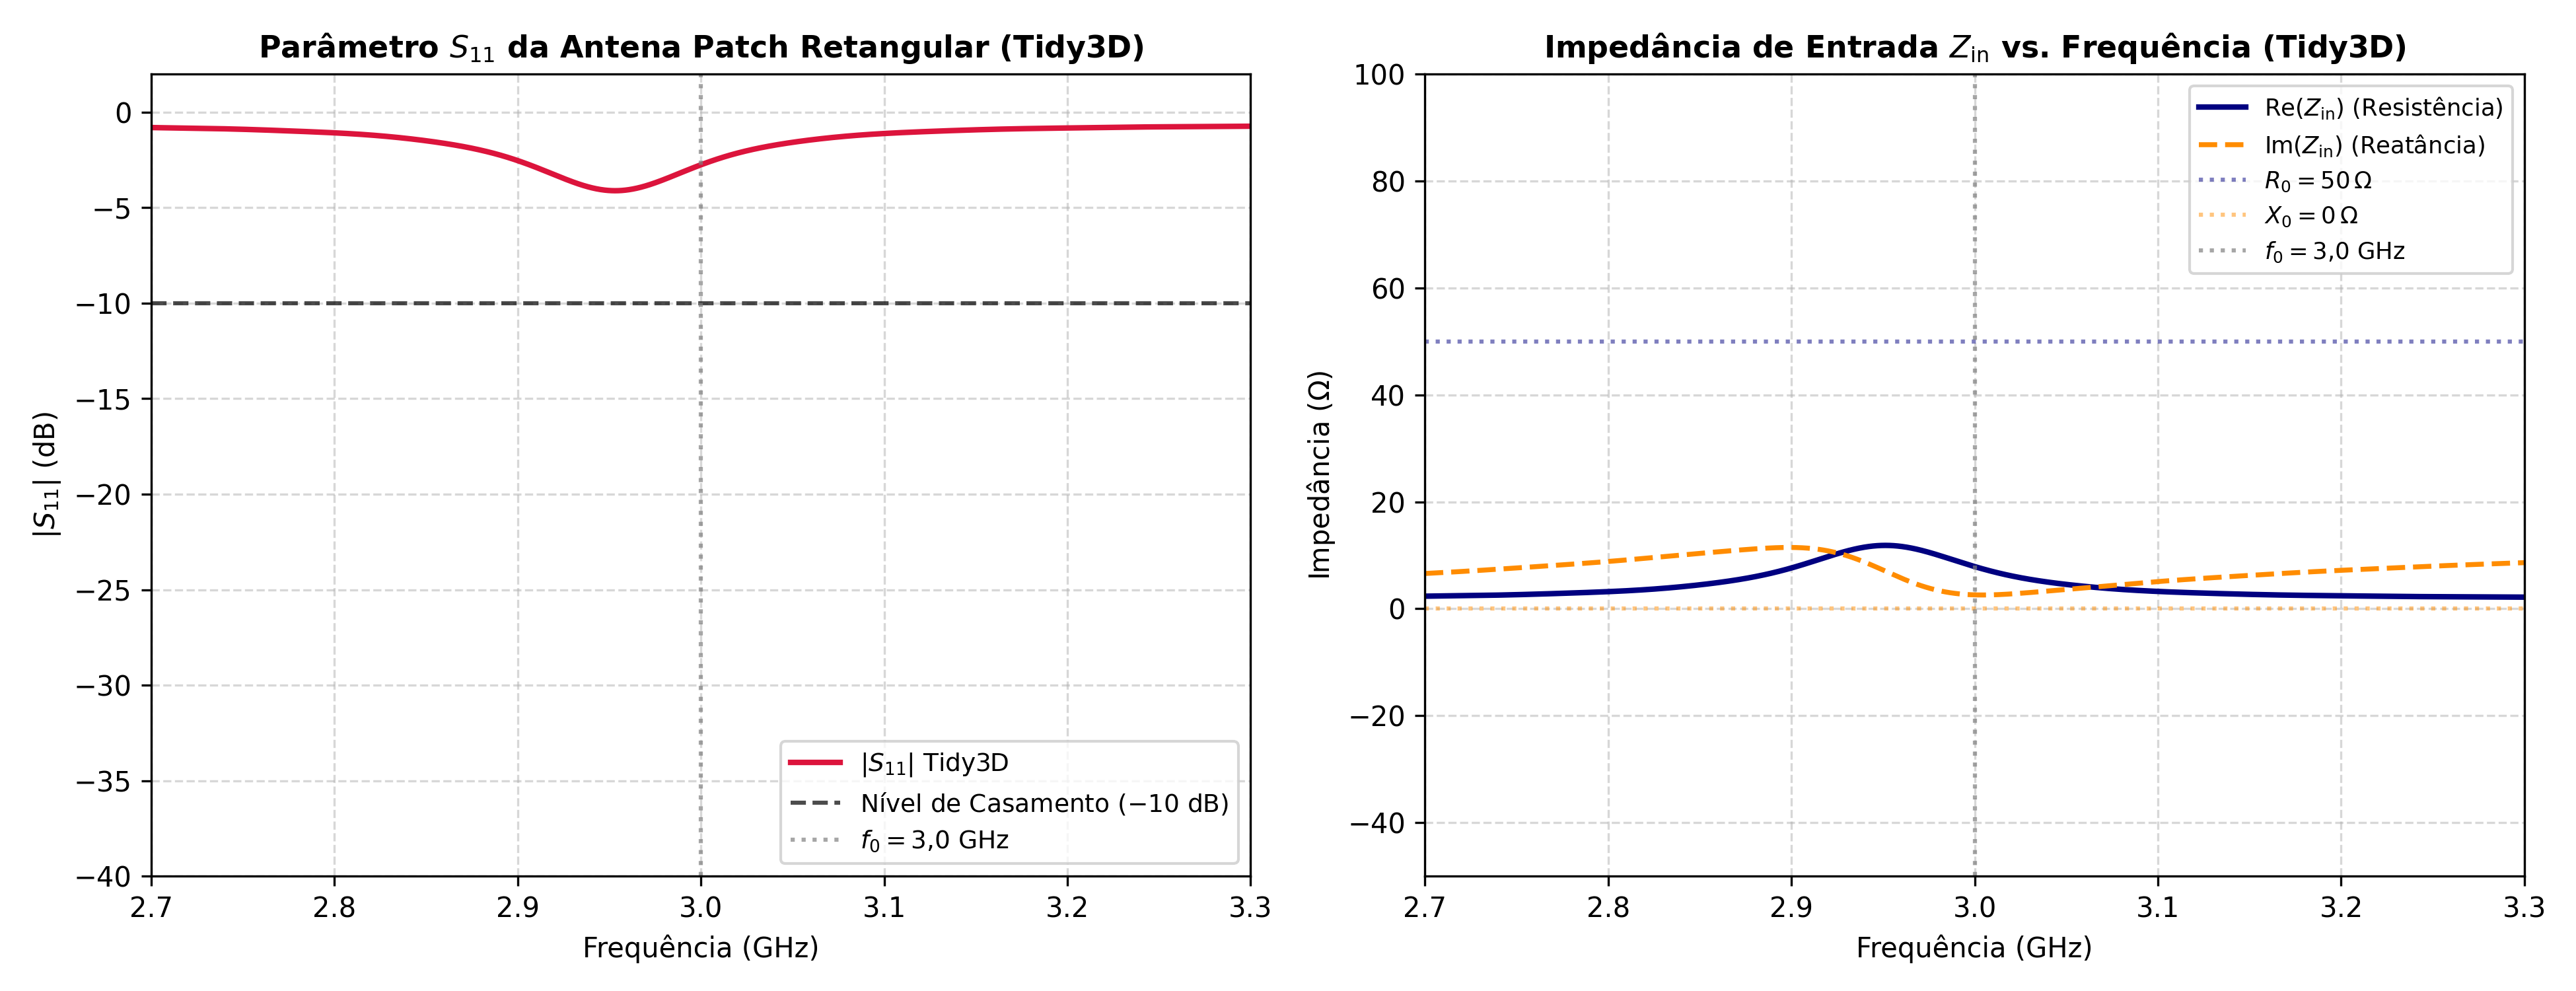 Parâmetro S₁₁ da Antena Patch Retangular (Tidy3D)
|S₁₁| (dB)
0
−5
−10
−15
−20
−25
−30
−35
−40
2.7 2.8 2.9 3.0 3.1 3.2 3.3
Frequência (GHz)
|S₁₁| Tidy3D
Nível de Casamento (−10 dB)
f₀ = 3,0 GHz
Impedância de Entrada Zᵢₙ vs. Frequência (Tidy3D)
Impedância (Ω)
100
80
60
40
20
0
−20
−40
2.7 2.8 2.9 3.0 3.1 3.2 3.3
Frequência (GHz)
Re(Zᵢₙ) (Resistência)
Im(Zᵢₙ) (Reatância)
R₀ = 50 Ω
X₀ = 0 Ω
f₀ = 3,0 GHz